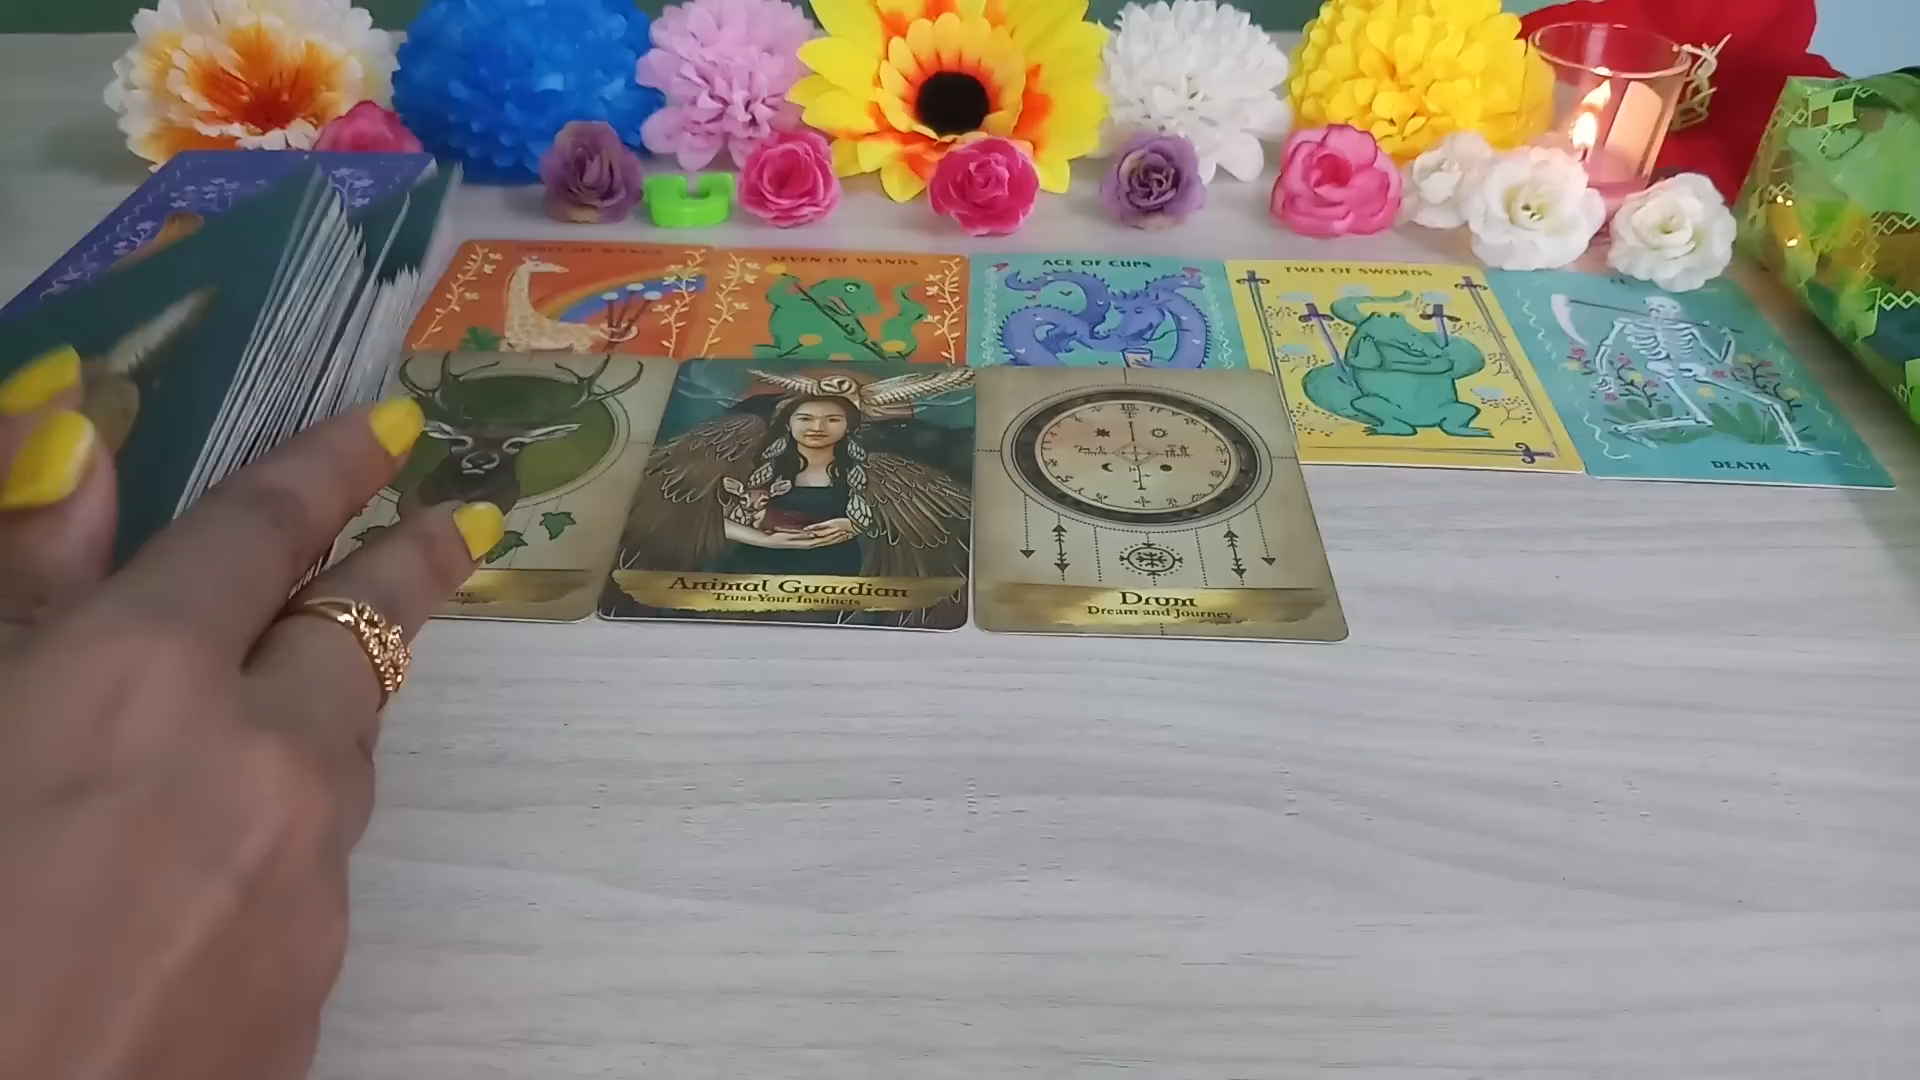 SEVEN OF WANDS
ACE OF CUPS
TWO OF SWORDS
DEATH
Animal Guardian
Trust Your Instincts
Drum
Dream and Journey